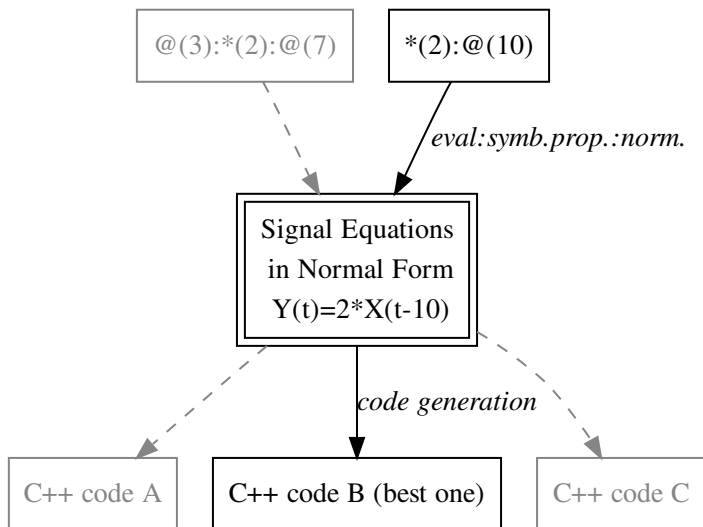 @(3):*(2):@(7)
*(2):@(10)
eval:symb.prop.:norm.
Signal Equations
in Normal Form
Y(t)=2*X(t-10)
code generation
C++ code A
C++ code B (best one)
C++ code C